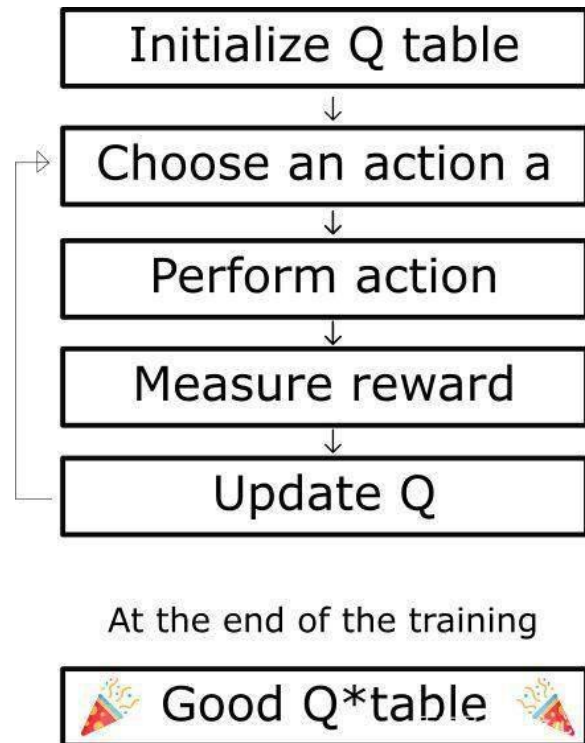 Initialize Q table
Choose an action a
Perform action
Measure reward
Update Q
At the end of the training
Good Q*table